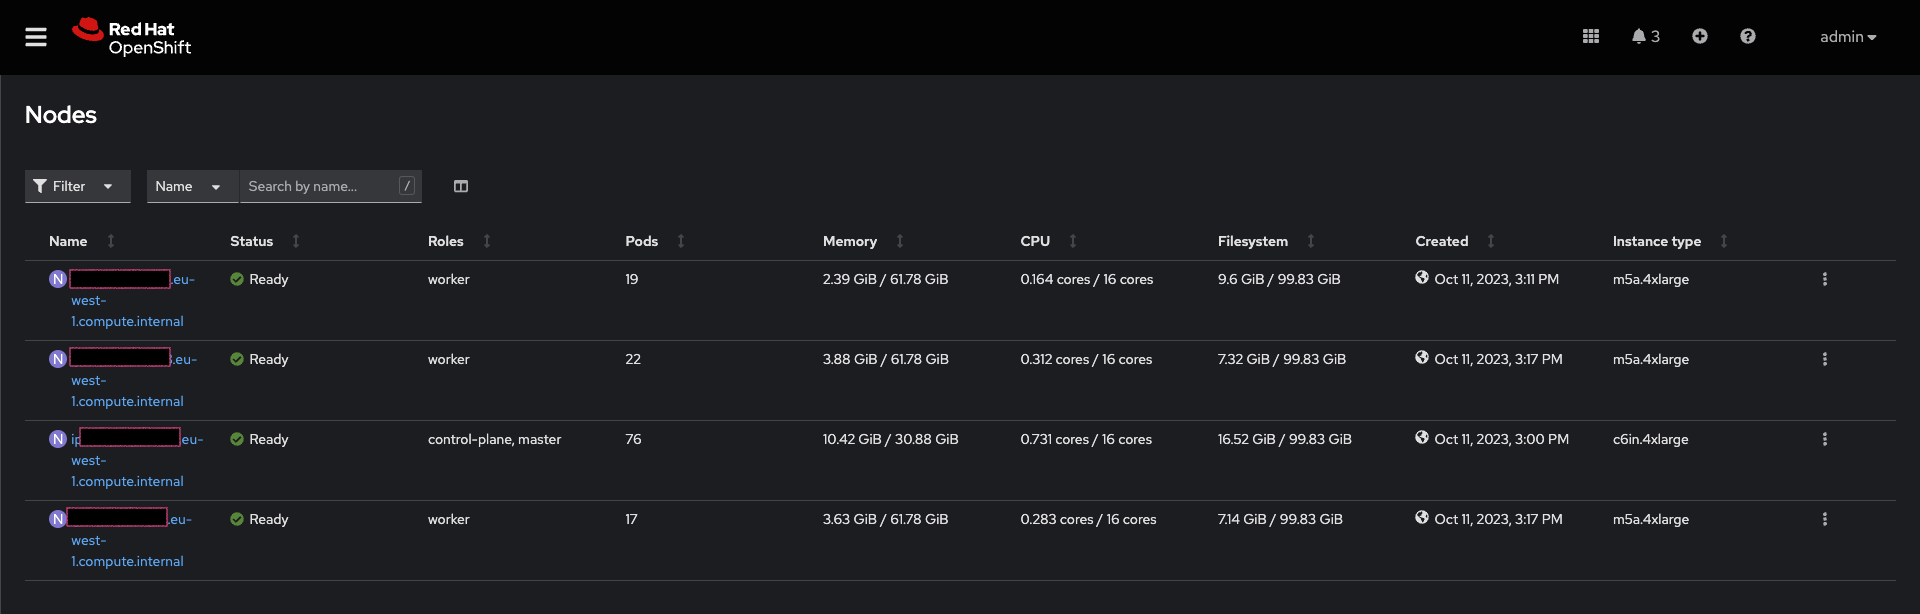 Red Hat
OpenShift
3
admin
Nodes
Filter
Name
Search by name...
/
Name Status Roles Pods Memory CPU Filesystem Created Instance type
N .eu- Ready worker 19 2.39 GiB / 61.78 GiB 0.164 cores / 16 cores 9.6 GiB / 99.83 GiB Oct 11, 2023, 3:11 PM m5a.4xlarge
west-
1.compute.internal
N .eu- Ready worker 22 3.88 GiB / 61.78 GiB 0.312 cores / 16 cores 7.32 GiB / 99.83 GiB Oct 11, 2023, 3:17 PM m5a.4xlarge
west-
1.compute.internal
N ip eu- Ready control-plane, master 76 10.42 GiB / 30.88 GiB 0.731 cores / 16 cores 16.52 GiB / 99.83 GiB Oct 11, 2023, 3:00 PM c6in.4xlarge
west-
1.compute.internal
N .eu- Ready worker 17 3.63 GiB / 61.78 GiB 0.283 cores / 16 cores 7.14 GiB / 99.83 GiB Oct 11, 2023, 3:17 PM m5a.4xlarge
west-
1.compute.internal